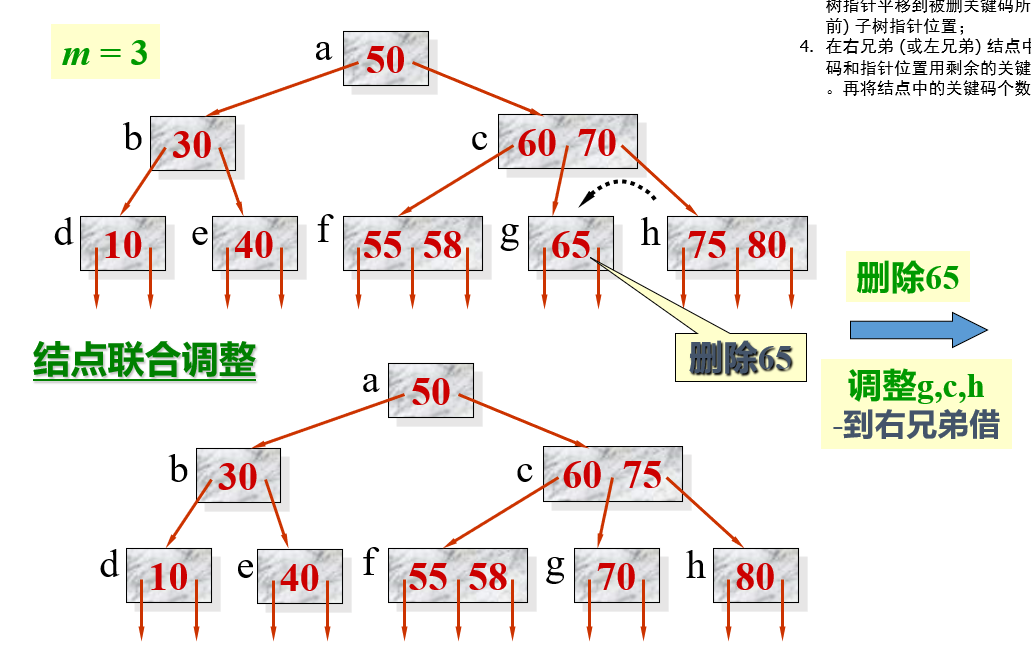 树指针平移到被删关键码所
前) 子树指针位置；
4. 在右兄弟 (或左兄弟) 结点中
码和指针位置用剩余的关键
。再将结点中的关键码个数
m = 3
a
50
b
30
c
60 70
d
10
e
40
f
55 58
g
65
h
75 80
删除65
删除65
调整g,c,h
-到右兄弟借
结点联合调整
a
50
b
30
c
60 75
d
10
e
40
f
55 58
g
70
h
80